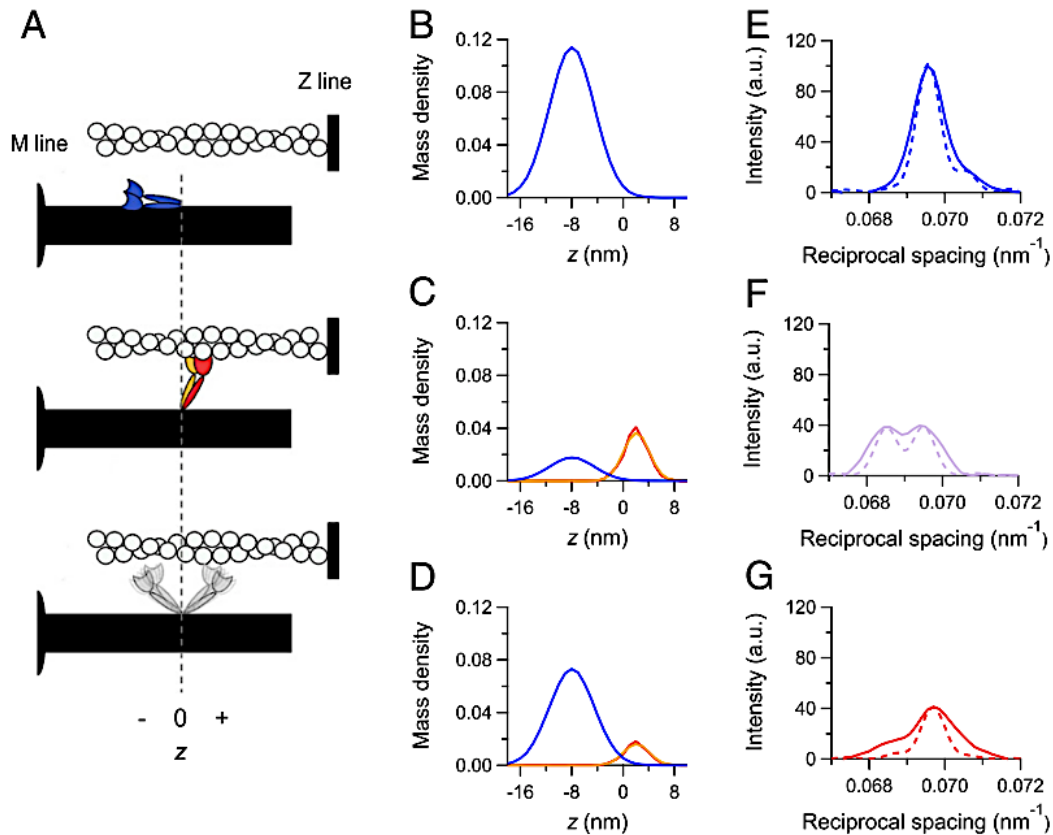 A
Z line
M line
- 0 +
z
B
Mass density
0.12
0.08
0.04
0.00
-16 -8 0 8
z (nm)
C
Mass density
0.12
0.08
0.04
0.00
-16 -8 0 8
z (nm)
D
Mass density
0.12
0.08
0.04
0.00
-16 -8 0 8
z (nm)
E
Intensity (a.u.)
120
80
40
0
0.068 0.070 0.072
Reciprocal spacing (nm⁻¹)
F
Intensity (a.u.)
120
80
40
0
0.068 0.070 0.072
Reciprocal spacing (nm⁻¹)
G
Intensity (a.u.)
120
80
40
0
0.068 0.070 0.072
Reciprocal spacing (nm⁻¹)